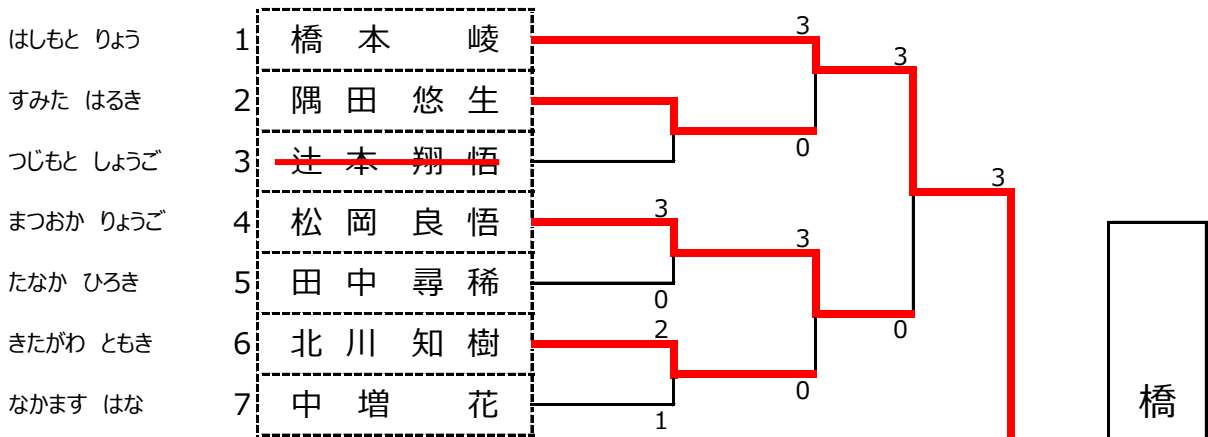 はしもと りょう 1 橋本 崚
すみた はるき 2 隅田 悠生
つじもと しょうご 3 辻本 翔悟
まつおか りょうご 4 松岡 良悟
たなか ひろき 5 田中 尋稀
きたがわ ともき 6 北川 知樹
なかます はな 7 中増 花
3
3
0
3
3
3
0
2
0
0
1
橋